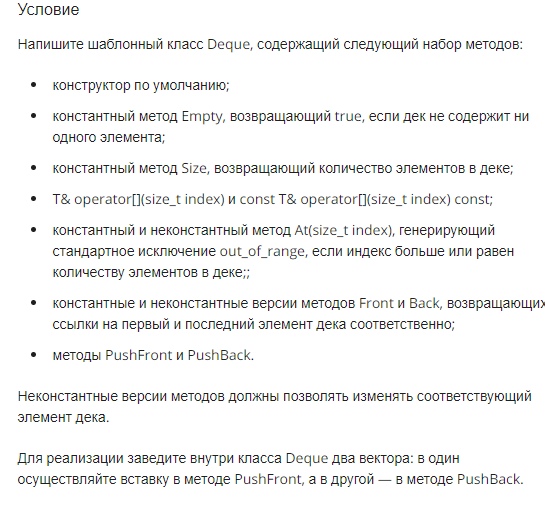 Условие
Напишите шаблонный класс Deque, содержащий следующий набор методов:
• конструктор по умолчанию;
• константный метод Empty, возвращающий true, если дек не содержит ни
одного элемента;
• константный метод Size, возвращающий количество элементов в деке;
• T& operator[](size_t index) и const T& operator[](size_t index) const;
• константный и неконстантный метод At(size_t index), генерирующий
стандартное исключение out_of_range, если индекс больше или равен
количеству элементов в деке;;
• константные и неконстантные версии методов Front и Back, возвращающих
ссылки на первый и последний элемент дека соответственно;
• методы PushFront и PushBack.
Неконстантные версии методов должны позволять изменять соответствующий
элемент дека.
Для реализации заведите внутри класса Deque два вектора: в один
осуществляйте вставку в методе PushFront, а в другой — в методе PushBack.